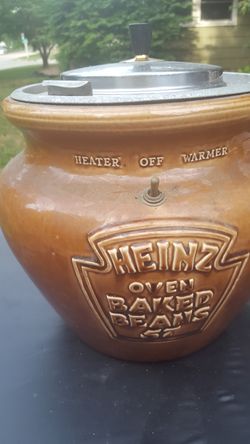 HEATER OFF WARMER
HEINZ
OVEN
BAKED
BEANS
57